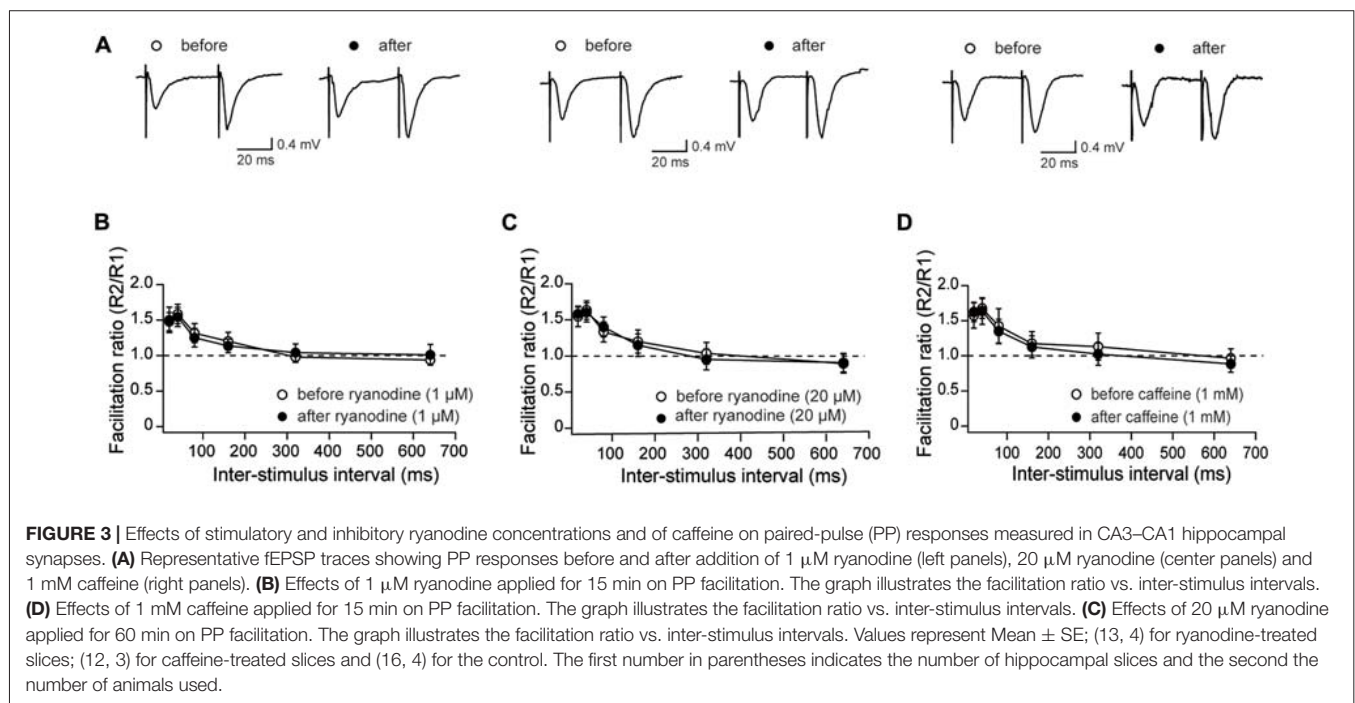 A
○ before ● after
○ before ● after
○ before ● after
0.4 mV
20 ms
0.4 mV
20 ms
0.4 mV
20 ms
B
Facilitation ratio (R2/R1)
2.0
1.5
1.0
0.5
0
○ before ryanodine (1 µM)
● after ryanodine (1 µM)
100 200 300 400 500 600 700
Inter-stimulus interval (ms)
C
Facilitation ratio (R2/R1)
2.0
1.5
1.0
0.5
0
○ before ryanodine (20 µM)
● after ryanodine (20 µM)
100 200 300 400 500 600 700
Inter-stimulus interval (ms)
D
Facilitation ratio (R2/R1)
2.0
1.5
1.0
0.5
0
○ before caffeine (1 mM)
● after caffeine (1 mM)
100 200 300 400 500 600 700
Inter-stimulus interval (ms)
FIGURE 3 | Effects of stimulatory and inhibitory ryanodine concentrations and of caffeine on paired-pulse (PP) responses measured in CA3–CA1 hippocampal
synapses. (A) Representative fEPSP traces showing PP responses before and after addition of 1 µM ryanodine (left panels), 20 µM ryanodine (center panels) and
1 mM caffeine (right panels). (B) Effects of 1 µM ryanodine applied for 15 min on PP facilitation. The graph illustrates the facilitation ratio vs. inter-stimulus intervals.
(D) Effects of 1 mM caffeine applied for 15 min on PP facilitation. The graph illustrates the facilitation ratio vs. inter-stimulus intervals. (C) Effects of 20 µM ryanodine
applied for 60 min on PP facilitation. The graph illustrates the facilitation ratio vs. inter-stimulus intervals. Values represent Mean ± SE; (13, 4) for ryanodine-treated
slices; (12, 3) for caffeine-treated slices and (16, 4) for the control. The first number in parentheses indicates the number of hippocampal slices and the second the
number of animals used.